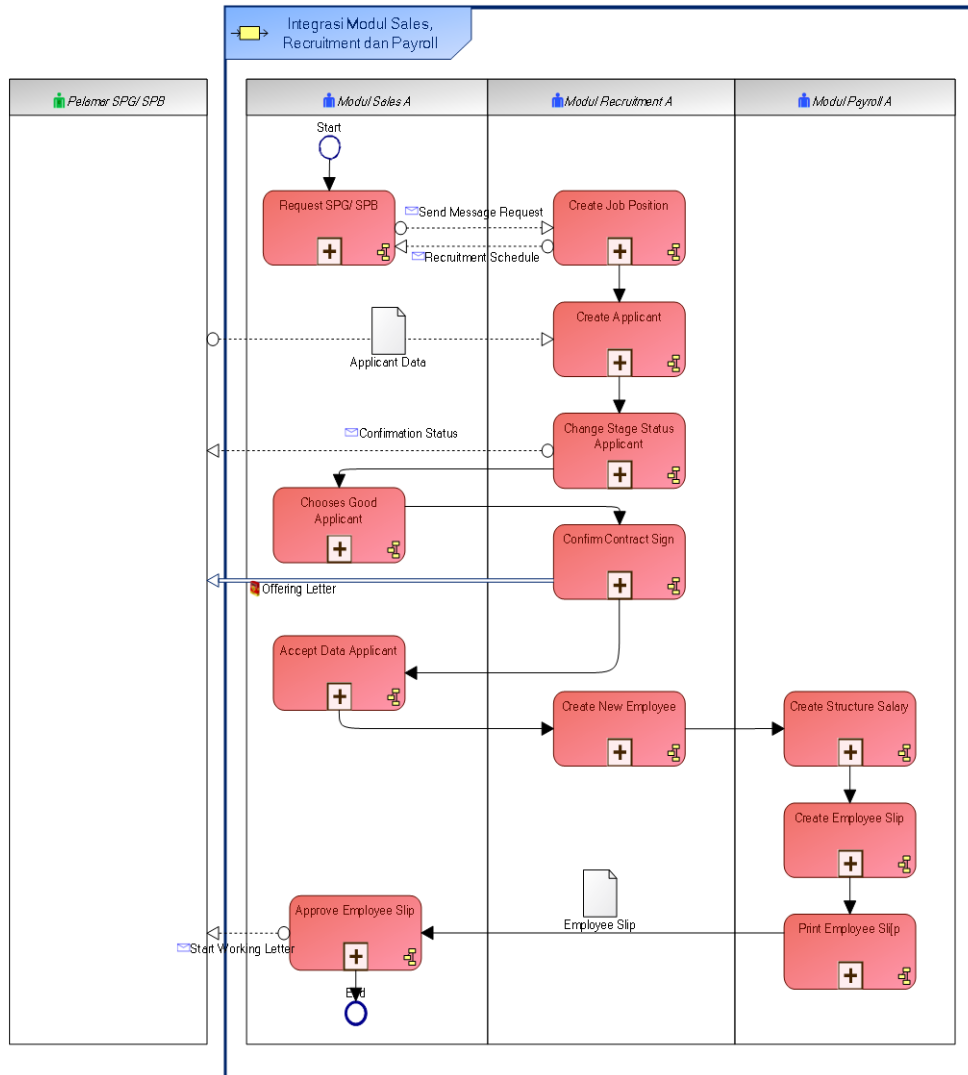 Integrasi Modul Sales,
Recruitment dan Payroll
Pelamar SPG/ SPB
Modul Sales A
Modul Recruitment A
Modul Payroll A
Start
Request SPG/ SPB
Send Message Request
Create Job Position
Recruitment Schedule
Create Applicant
Applicant Data
Change Stage Status
Applicant
Confirmation Status
Chooses Good
Applicant
Confirm Contract Sign
Offering Letter
Accept Data Applicant
Create New Employee
Create Structure Salary
Create Employee Slip
Approve Employee Slip
Employee Slip
Print Employee Sli[p
Start Working Letter
End